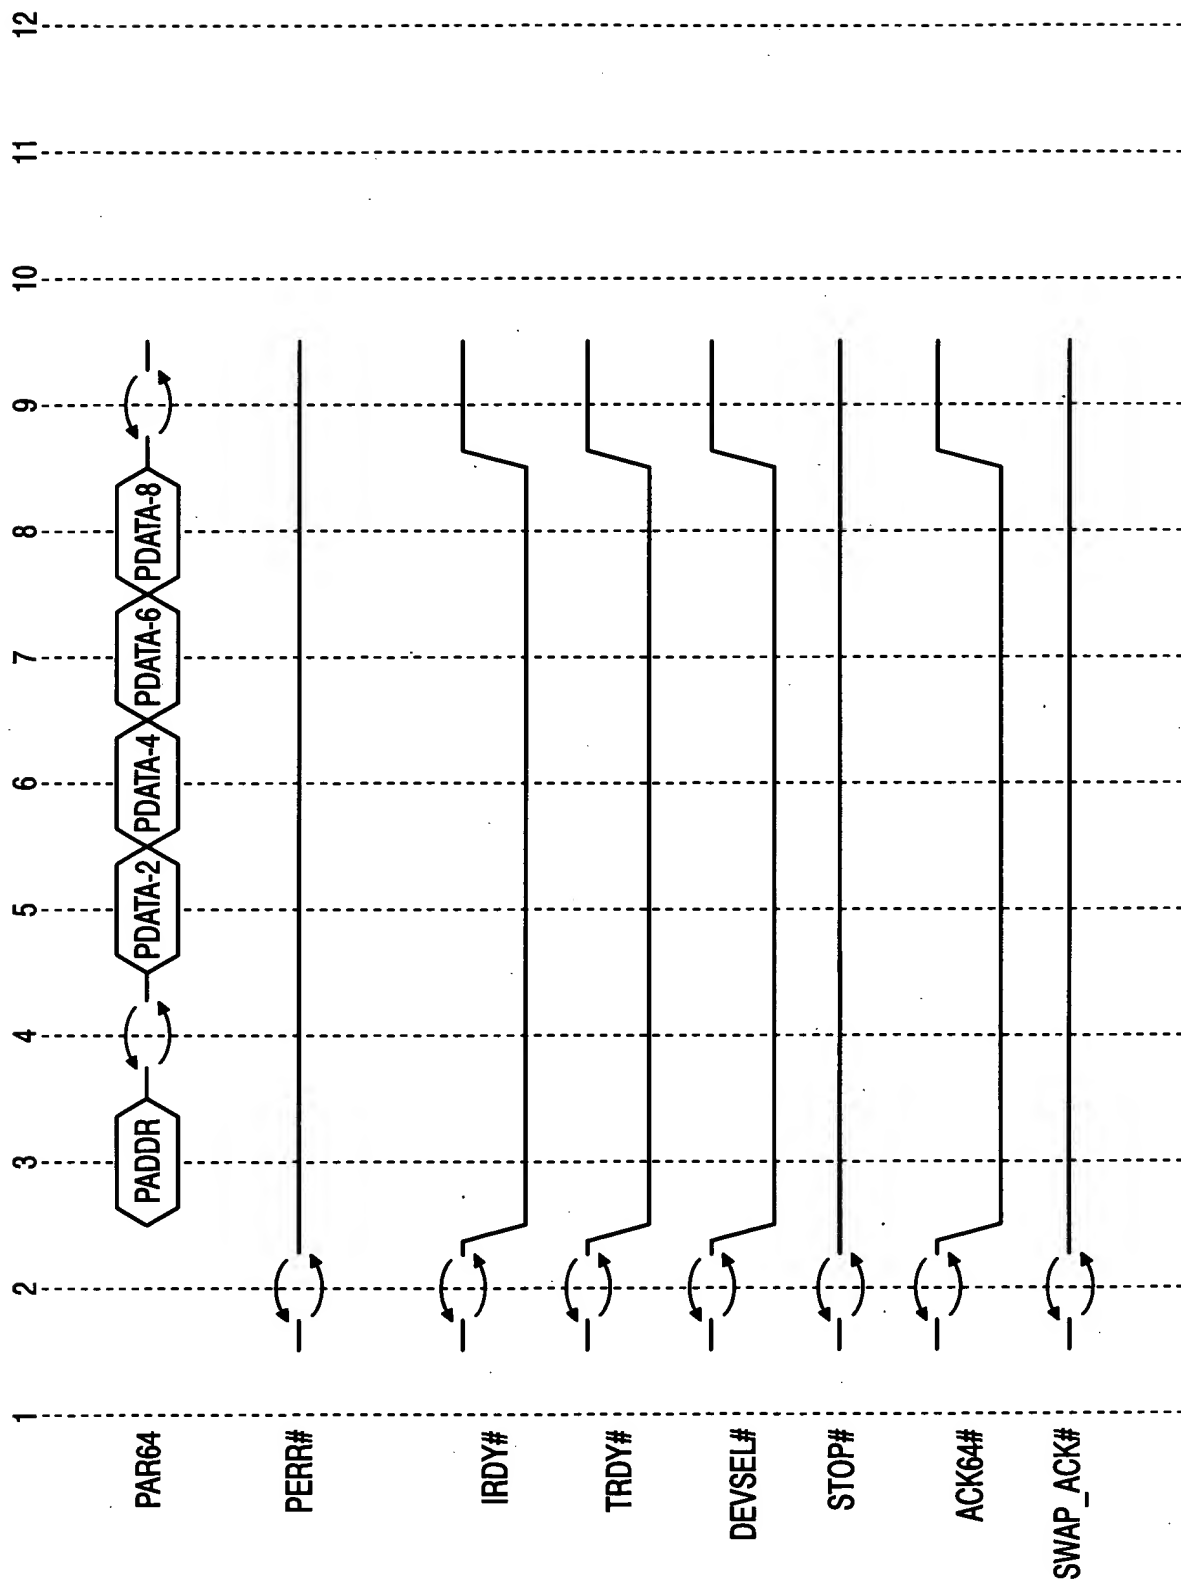 1 2 3 4 5 6 7 8 9 10 11 12
PAR64 PADDR PDATA-2 PDATA-4 PDATA-6 PDATA-8
PERR#
IRDY#
TRDY#
DEVSEL#
STOP#
ACK64#
SWAP_ACK#